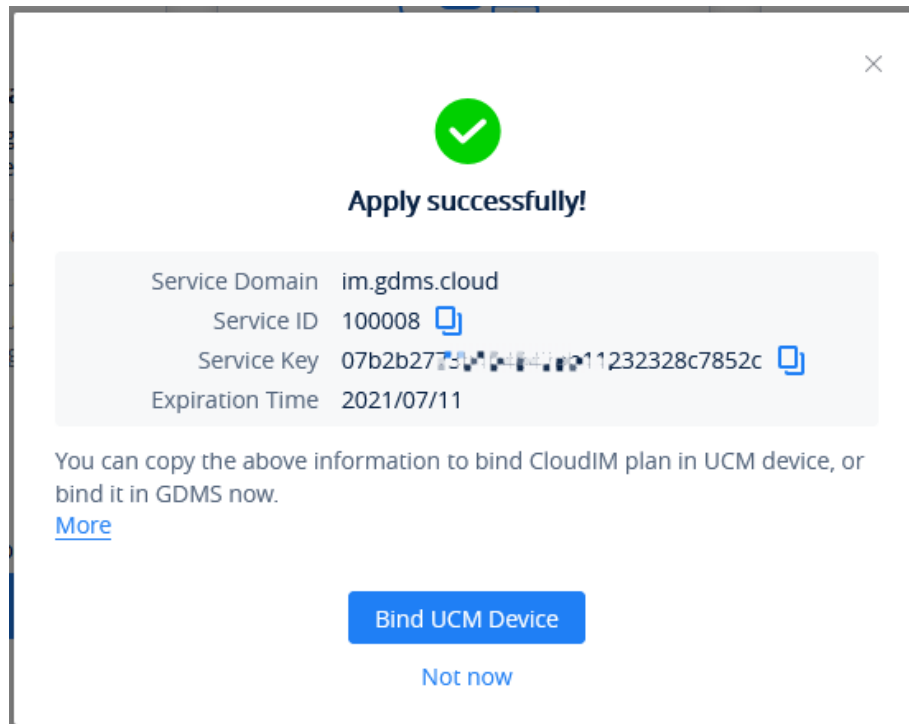 Apply successfully!
Service Domain im.gdms.cloud
Service ID 100008
Service Key
Expiration Time 2021/07/11
You can copy the above information to bind CloudIM plan in UCM device, or
bind it in GDMS now.
More
Bind UCM Device
Not now